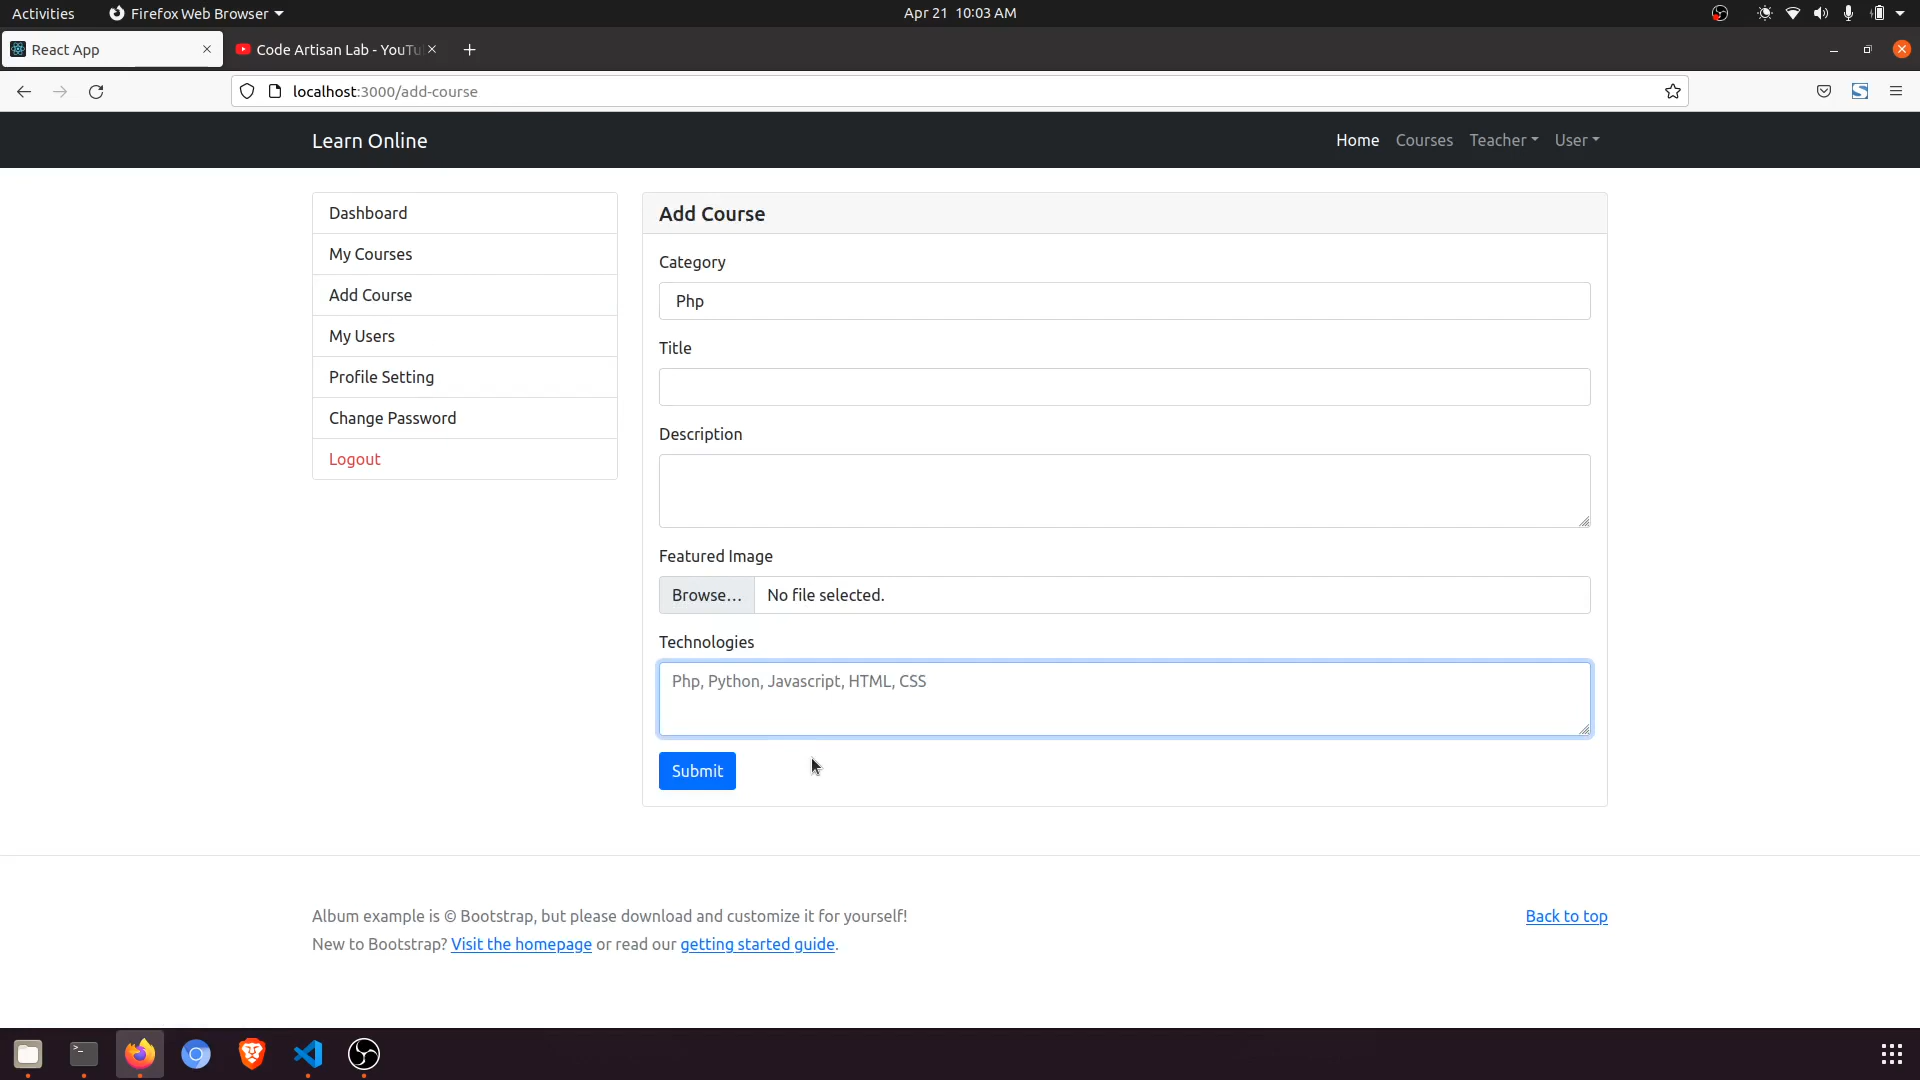 Activities
Firefox Web Browser
Apr 21 10:03 AM
React App
Code Artisan Lab - YouTu
localhost:3000/add-course
Learn Online
Home
Courses
Teacher
User
Dashboard
My Courses
Add Course
My Users
Profile Setting
Change Password
Logout
Add Course
Category
Php
Title
Description
Featured Image
Browse...
No file selected.
Technologies
Php, Python, Javascript, HTML, CSS
Submit
Album example is © Bootstrap, but please download and customize it for yourself!
New to Bootstrap? Visit the homepage or read our getting started guide.
Back to top